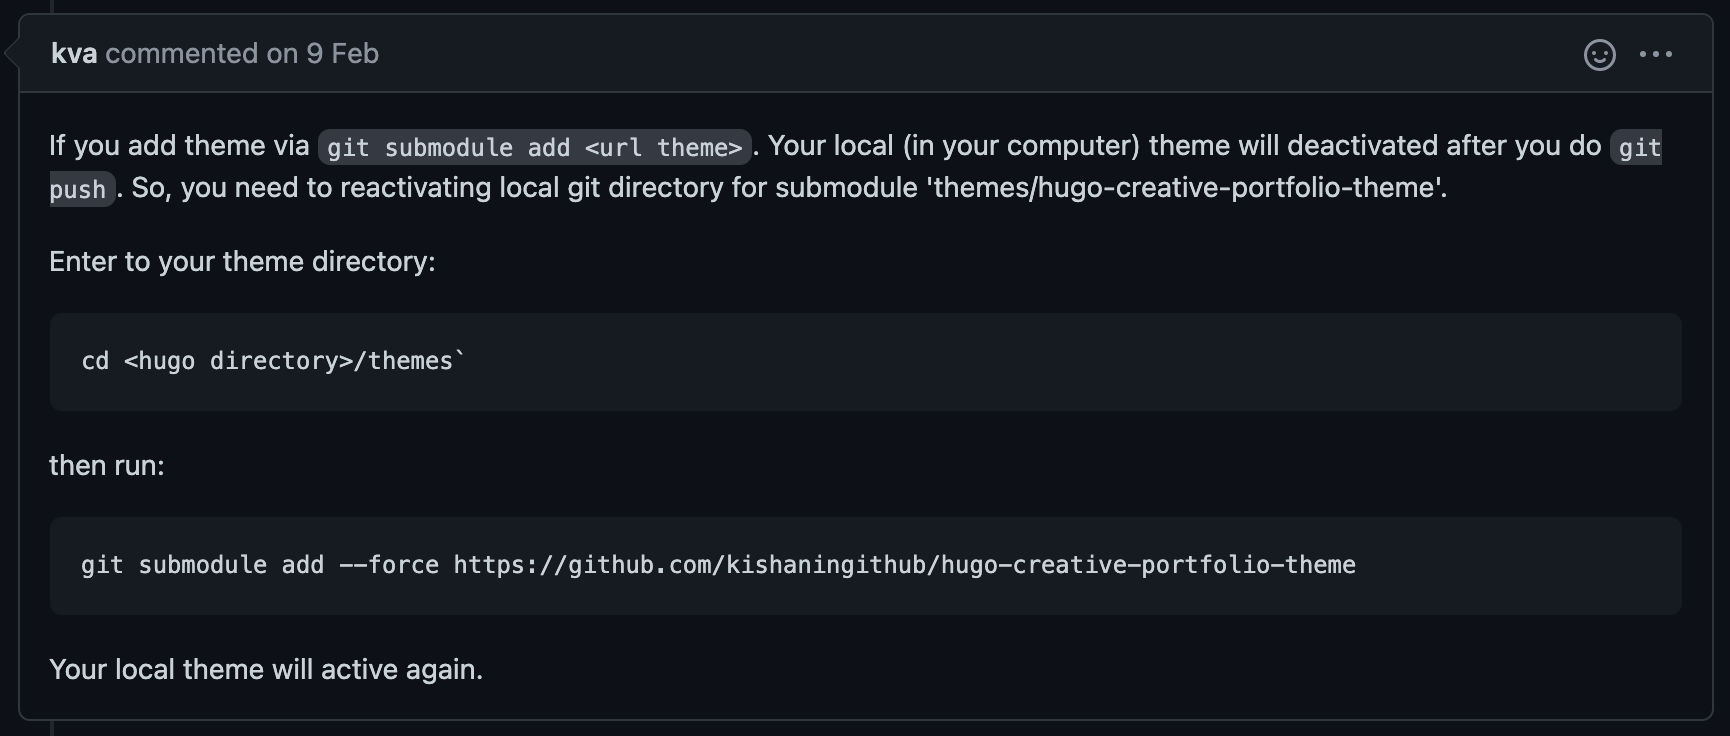 kva commented on 9 Feb
If you add theme via git submodule add <url theme>. Your local (in your computer) theme will deactivated after you do git
push. So, you need to reactivating local git directory for submodule 'themes/hugo-creative-portfolio-theme'.
Enter to your theme directory:
cd <hugo directory>/themes`
then run:
git submodule add --force https://github.com/kishaningithub/hugo-creative-portfolio-theme
Your local theme will active again.